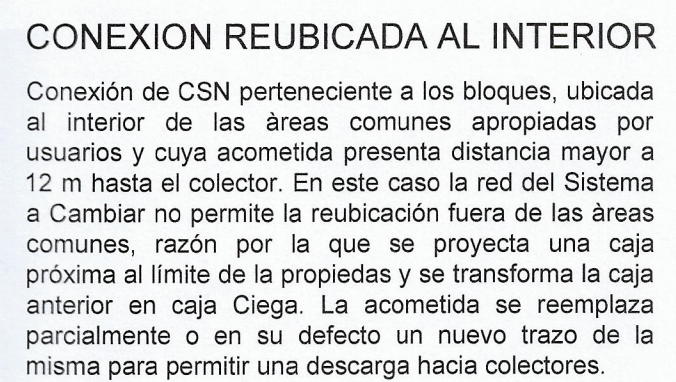 CONEXION REUBICADA AL INTERIOR
Conexión de CSN perteneciente a los bloques, ubicada
al interior de las àreas comunes apropiadas por
usuarios y cuya acometida presenta distancia mayor a
12 m hasta el colector. En este caso la red del Sistema
a Cambiar no permite la reubicación fuera de las àreas
comunes, razón por la que se proyecta una caja
próxima al límite de la propiedas y se transforma la caja
anterior en caja Ciega. La acometida se reemplaza
parcialmente o en su defecto un nuevo trazo de la
misma para permitir una descarga hacia colectores.